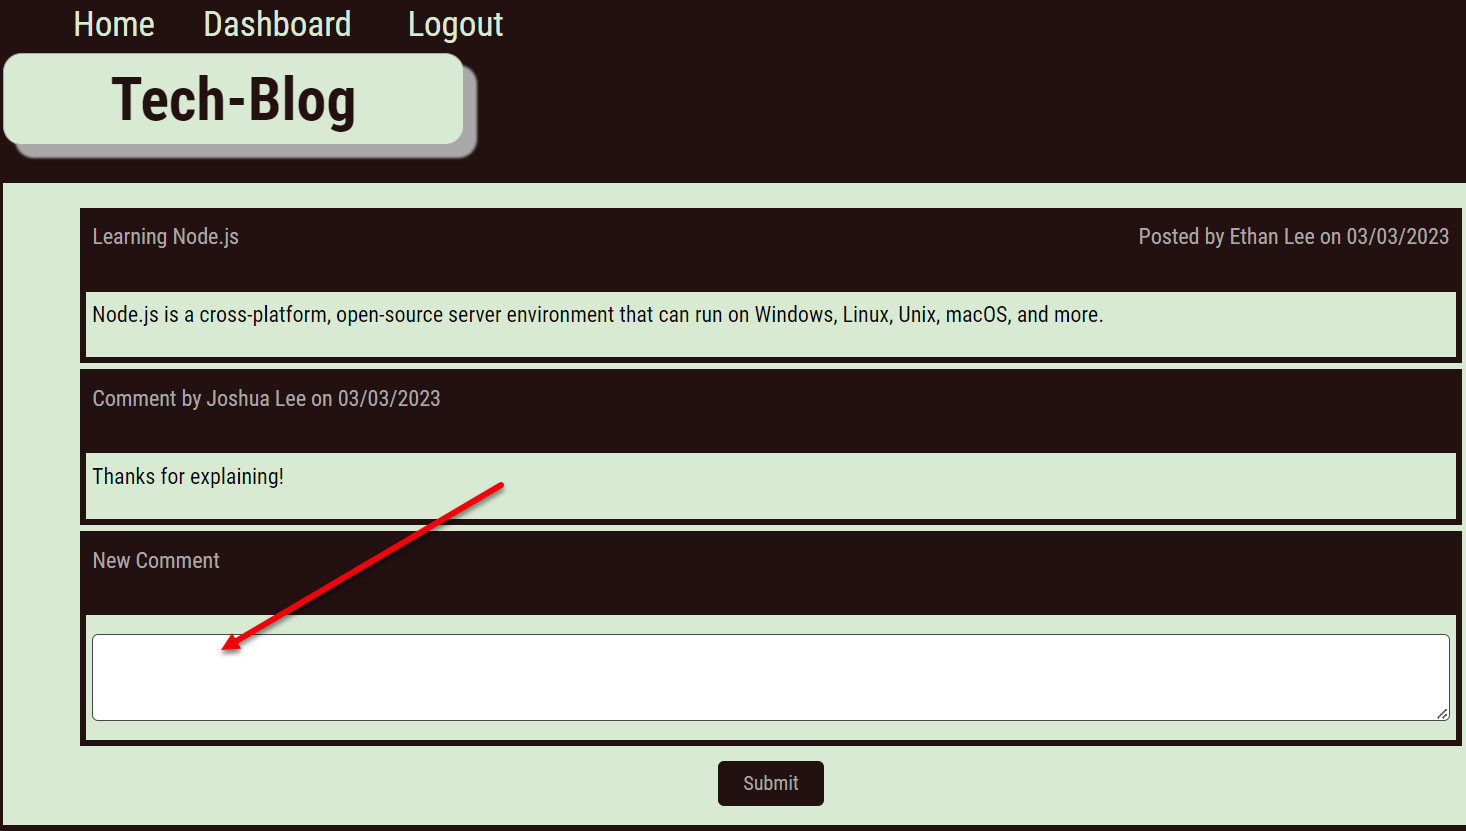 Home Dashboard Logout
Tech-Blog
Learning Node.js Posted by Ethan Lee on 03/03/2023
Node.js is a cross-platform, open-source server environment that can run on Windows, Linux, Unix, macOS, and more.
Comment by Joshua Lee on 03/03/2023
Thanks for explaining!
New Comment
Submit